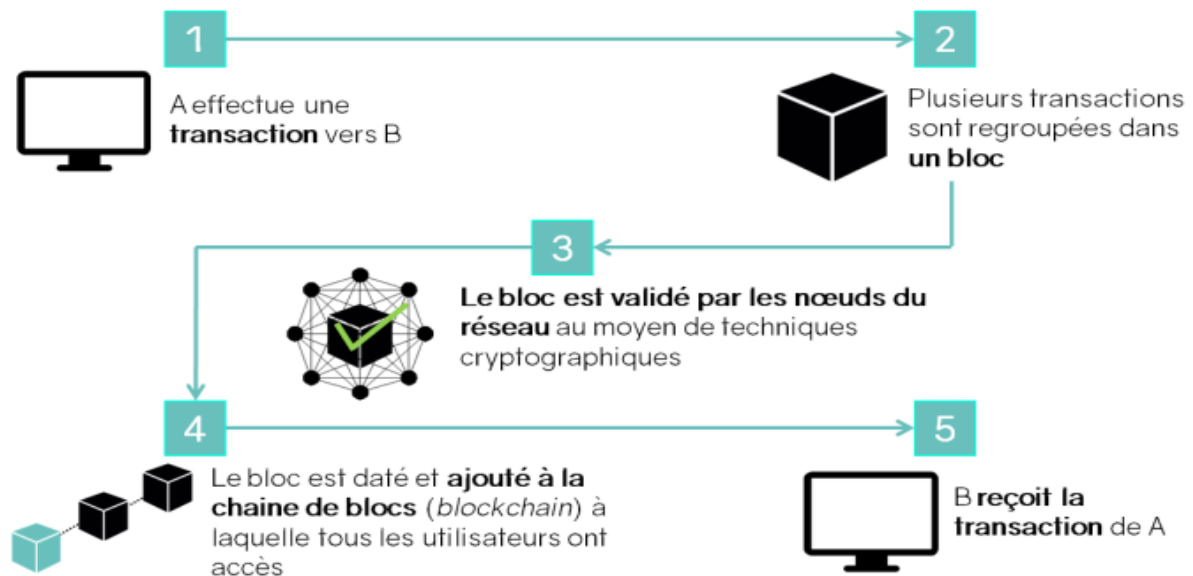 1
A effectue une
transaction vers B
2
Plusieurs transactions
sont regroupées dans
un bloc
3
Le bloc est validé par les nœuds du
réseau au moyen de techniques
cryptographiques
4
Le bloc est daté et ajouté à la
chaine de blocs (blockchain) à
laquelle tous les utilisateurs ont
accès
5
B reçoit la
transaction de A